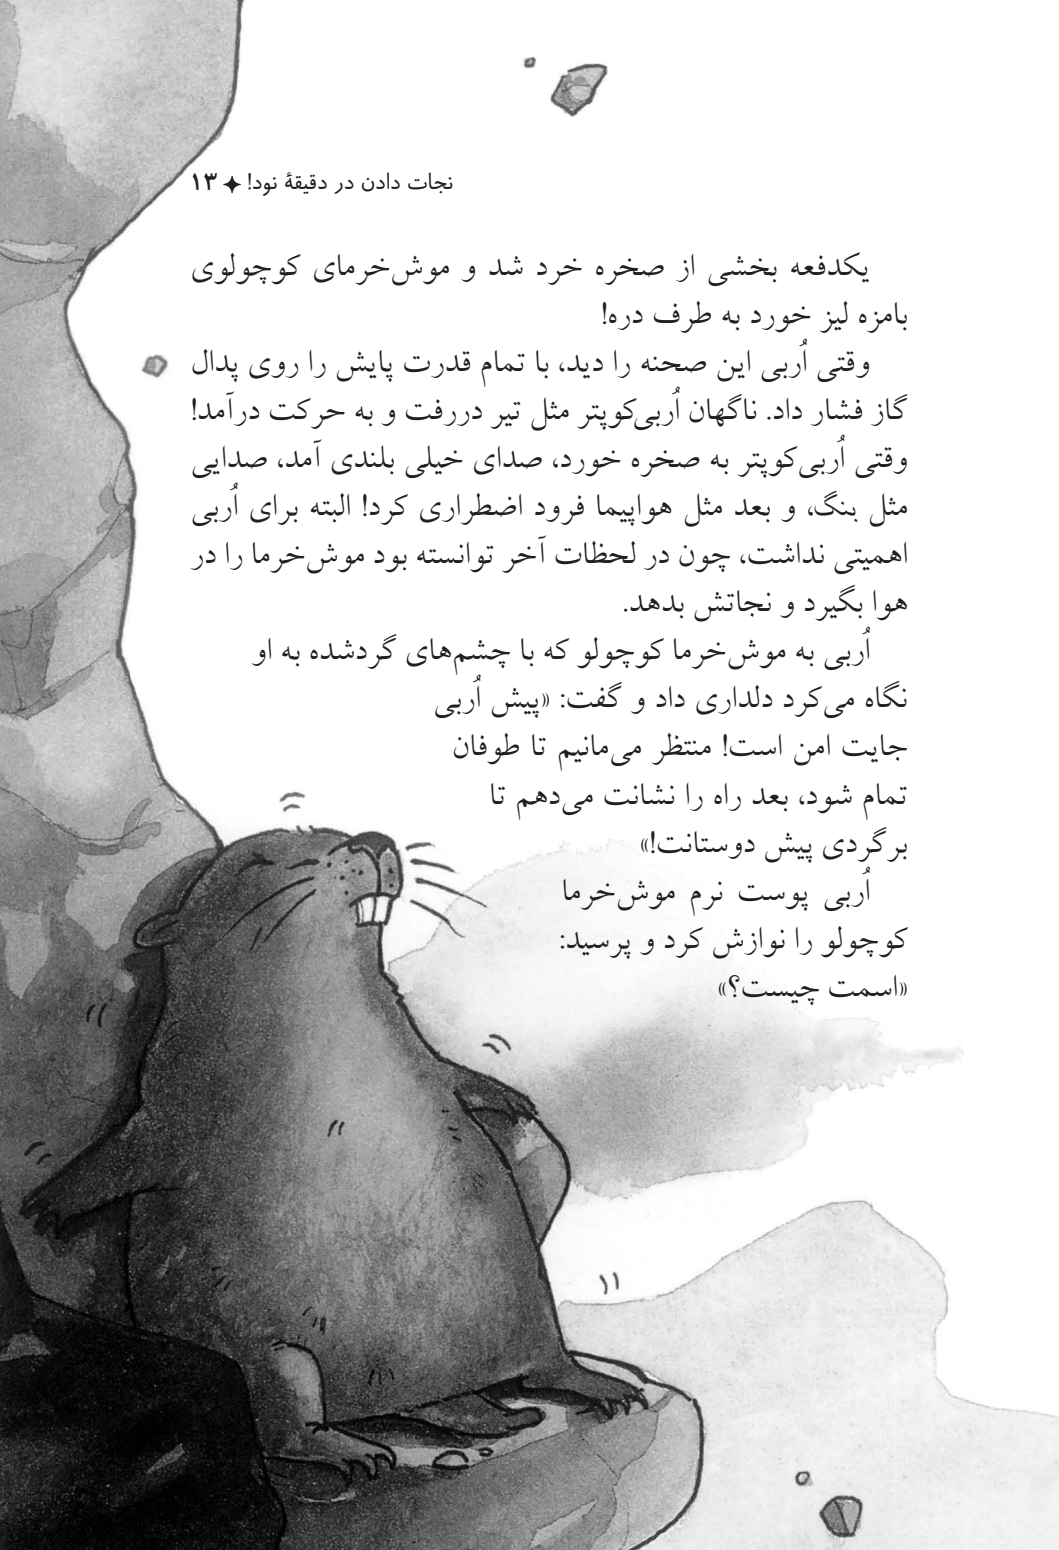 نجات دادن در دقیقهٔ نود! ✦ ۱۳
یکدفعه بخشی از صخره خرد شد و موش‌خرمای کوچولوی
بامزه لیز خورد به طرف دره!
وقتی اُربی این صحنه را دید، با تمام قدرت پایش را روی پدال
گاز فشار داد. ناگهان اُربی‌کوپتر مثل تیر دررفت و به حرکت درآمد!
وقتی اُربی‌کوپتر به صخره خورد، صدای خیلی بلندی آمد، صدایی
مثل بنگ، و بعد مثل هواپیما فرود اضطراری کرد! البته برای اُربی
اهمیتی نداشت، چون در لحظات آخر توانسته بود موش‌خرما را در
هوا بگیرد و نجاتش بدهد.
اُربی به موش‌خرما کوچولو که با چشم‌های گردشده به او
نگاه می‌کرد دلداری داد و گفت: «پیش اُربی
جایت امن است! منتظر می‌مانیم تا طوفان
تمام شود، بعد راه را نشانت می‌دهم تا
برگردی پیش دوستانت!»
اُربی پوست نرم موش‌خرما
کوچولو را نوازش کرد و پرسید:
«اسمت چیست؟»